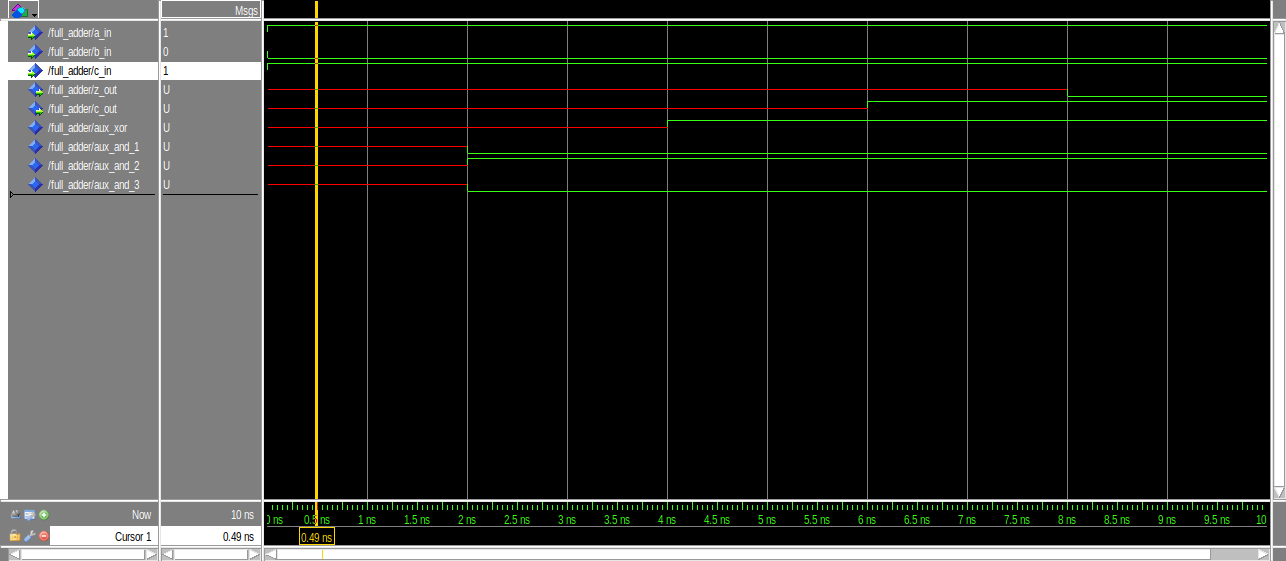 Msgs
/full_adder/a_in 1
/full_adder/b_in 0
/full_adder/c_in 1
/full_adder/z_out U
/full_adder/c_out U
/full_adder/aux_xor U
/full_adder/aux_and_1 U
/full_adder/aux_and_2 U
/full_adder/aux_and_3 U
Now 10 ns ns 0.5 ns 1 ns 1.5 ns 2 ns 2.5 ns 3 ns 3.5 ns 4 ns 4.5 ns 5 ns 5.5 ns 6 ns 6.5 ns 7 ns 7.5 ns 8 ns 8.5 ns 9 ns 9.5 ns 10
Cursor 1 0.49 ns 0.49 ns